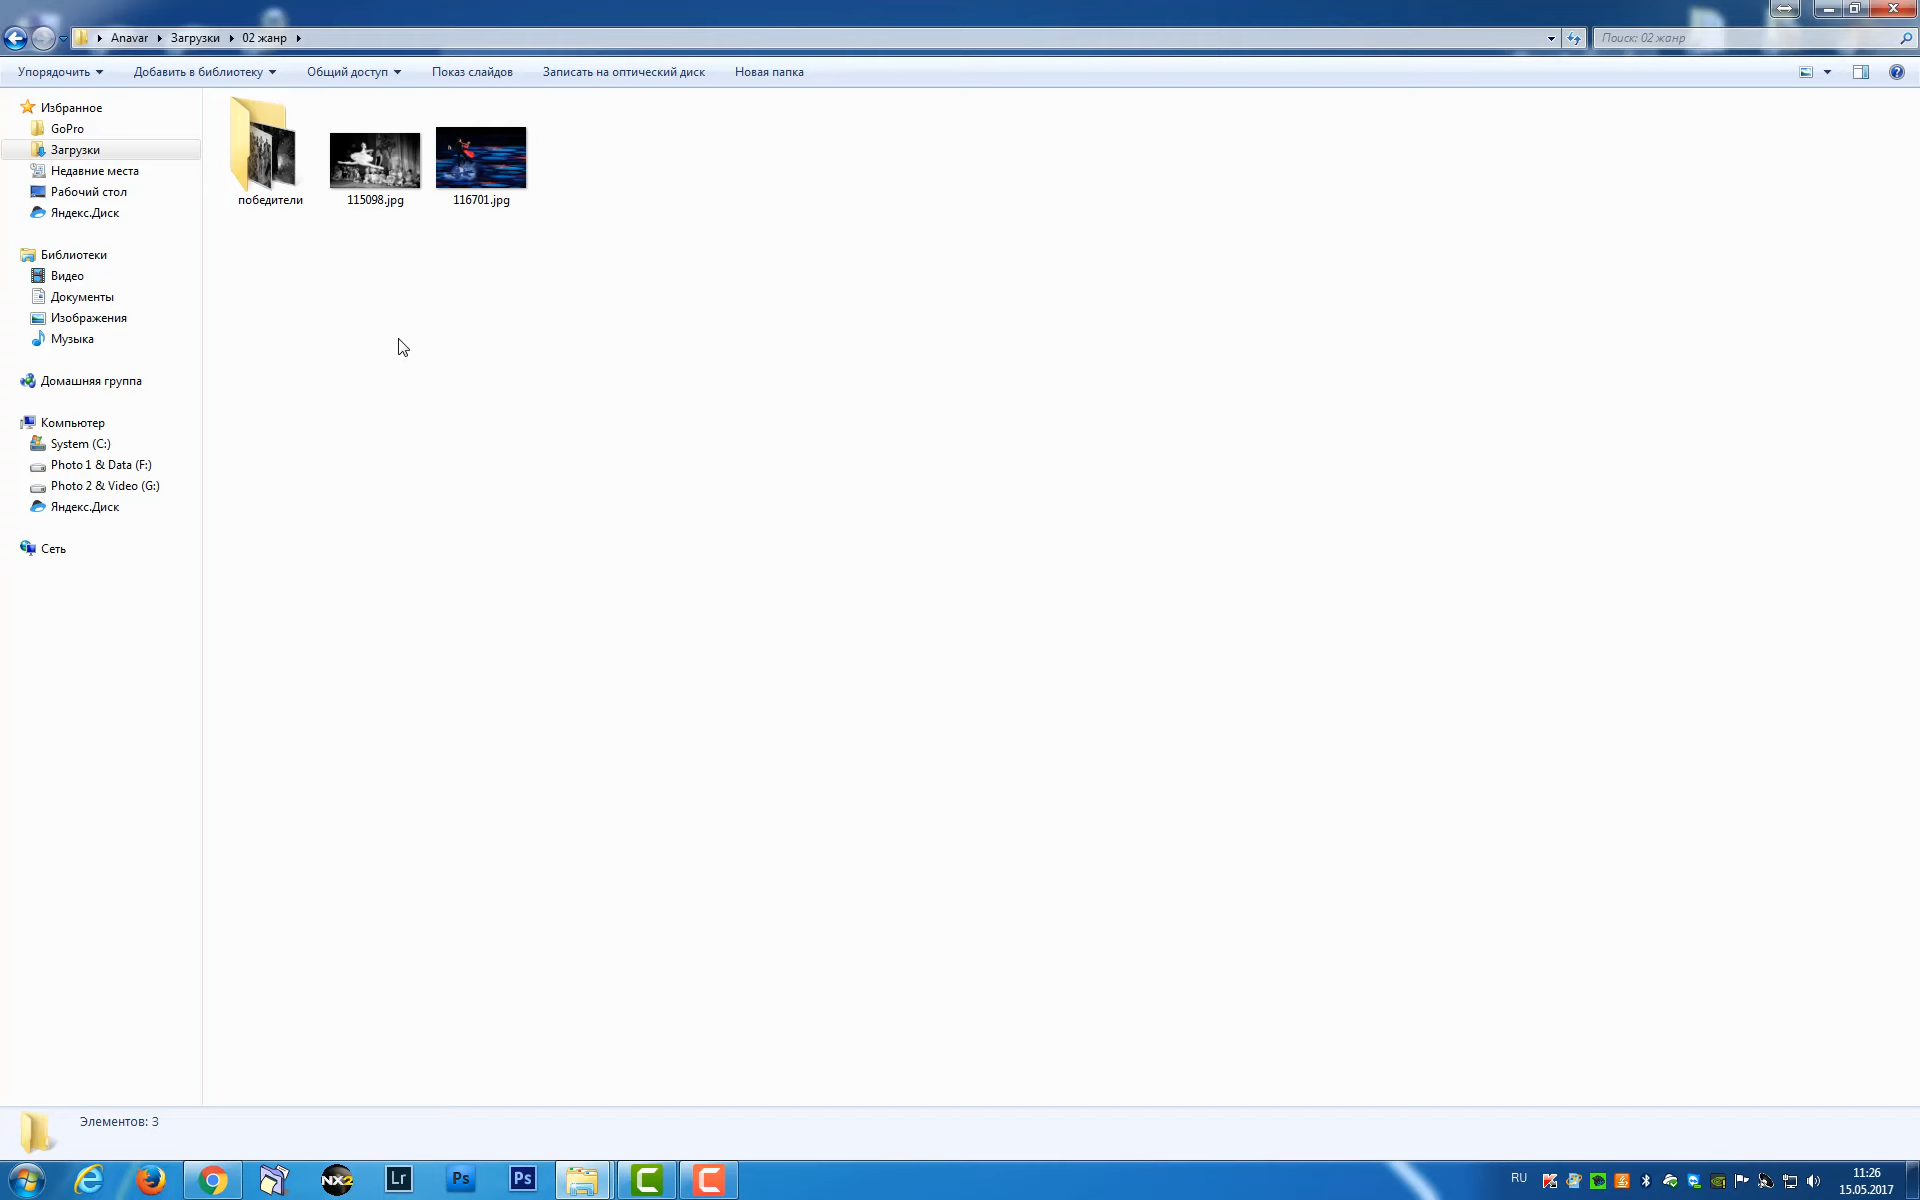 Anavar Загрузки 02 жанр
Поиск: 02 жанр
Упорядочить Добавить в библиотеку Общий доступ Показ слайдов Записать на оптический диск Новая папка
Избранное
GoPro
Загрузки
Недавние места
Рабочий стол
Яндекс.Диск
Библиотеки
Видео
Документы
Изображения
Музыка
Домашняя группа
Компьютер
System (C:)
Photo 1 & Data (F:)
Photo 2 & Video (G:)
Яндекс.Диск
Сеть
победители 115098.jpg 116701.jpg
Элементов: 3
NX2 Lr Ps Ps
RU
11:26
15.05.2017